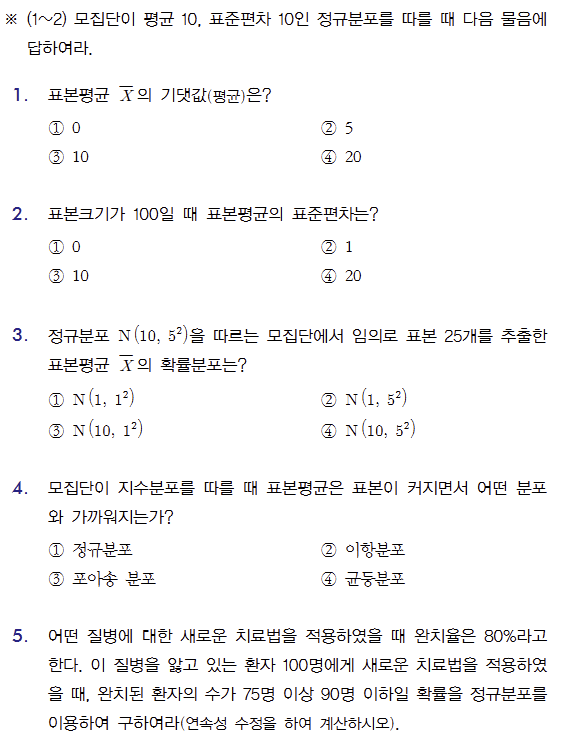 ※ (1~2) 모집단이 평균 10, 표준편차 10인 정규분포를 따를 때 다음 물음에
답하여라.
1. 표본평균 X̄의 기댓값(평균)은?
① 0 ② 5
③ 10 ④ 20
2. 표본크기가 100일 때 표본평균의 표준편차는?
① 0 ② 1
③ 10 ④ 20
3. 정규분포 N(10, 5²)을 따르는 모집단에서 임의로 표본 25개를 추출한
표본평균 X̄의 확률분포는?
① N(1, 1²) ② N(1, 5²)
③ N(10, 1²) ④ N(10, 5²)
4. 모집단이 지수분포를 따를 때 표본평균은 표본이 커지면서 어떤 분포
와 가까워지는가?
① 정규분포 ② 이항분포
③ 포아송 분포 ④ 균등분포
5. 어떤 질병에 대한 새로운 치료법을 적용하였을 때 완치율은 80%라고
한다. 이 질병을 앓고 있는 환자 100명에게 새로운 치료법을 적용하였
을 때, 완치된 환자의 수가 75명 이상 90명 이하일 확률을 정규분포를
이용하여 구하여라(연속성 수정을 하여 계산하시오).